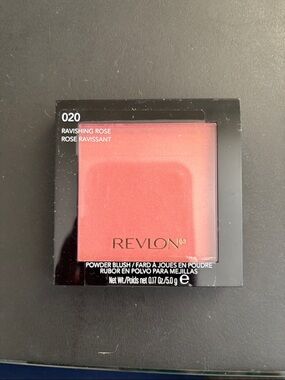 020
RAVISHING ROSE
ROSE RAVISSANT
REVLON
POWDER BLUSH / FARD À JOUES EN POUDRE
RUBOR EN POLVO PARA MEJILLAS
Net Wt./Poids net 0.17 Oz./5.0 g e